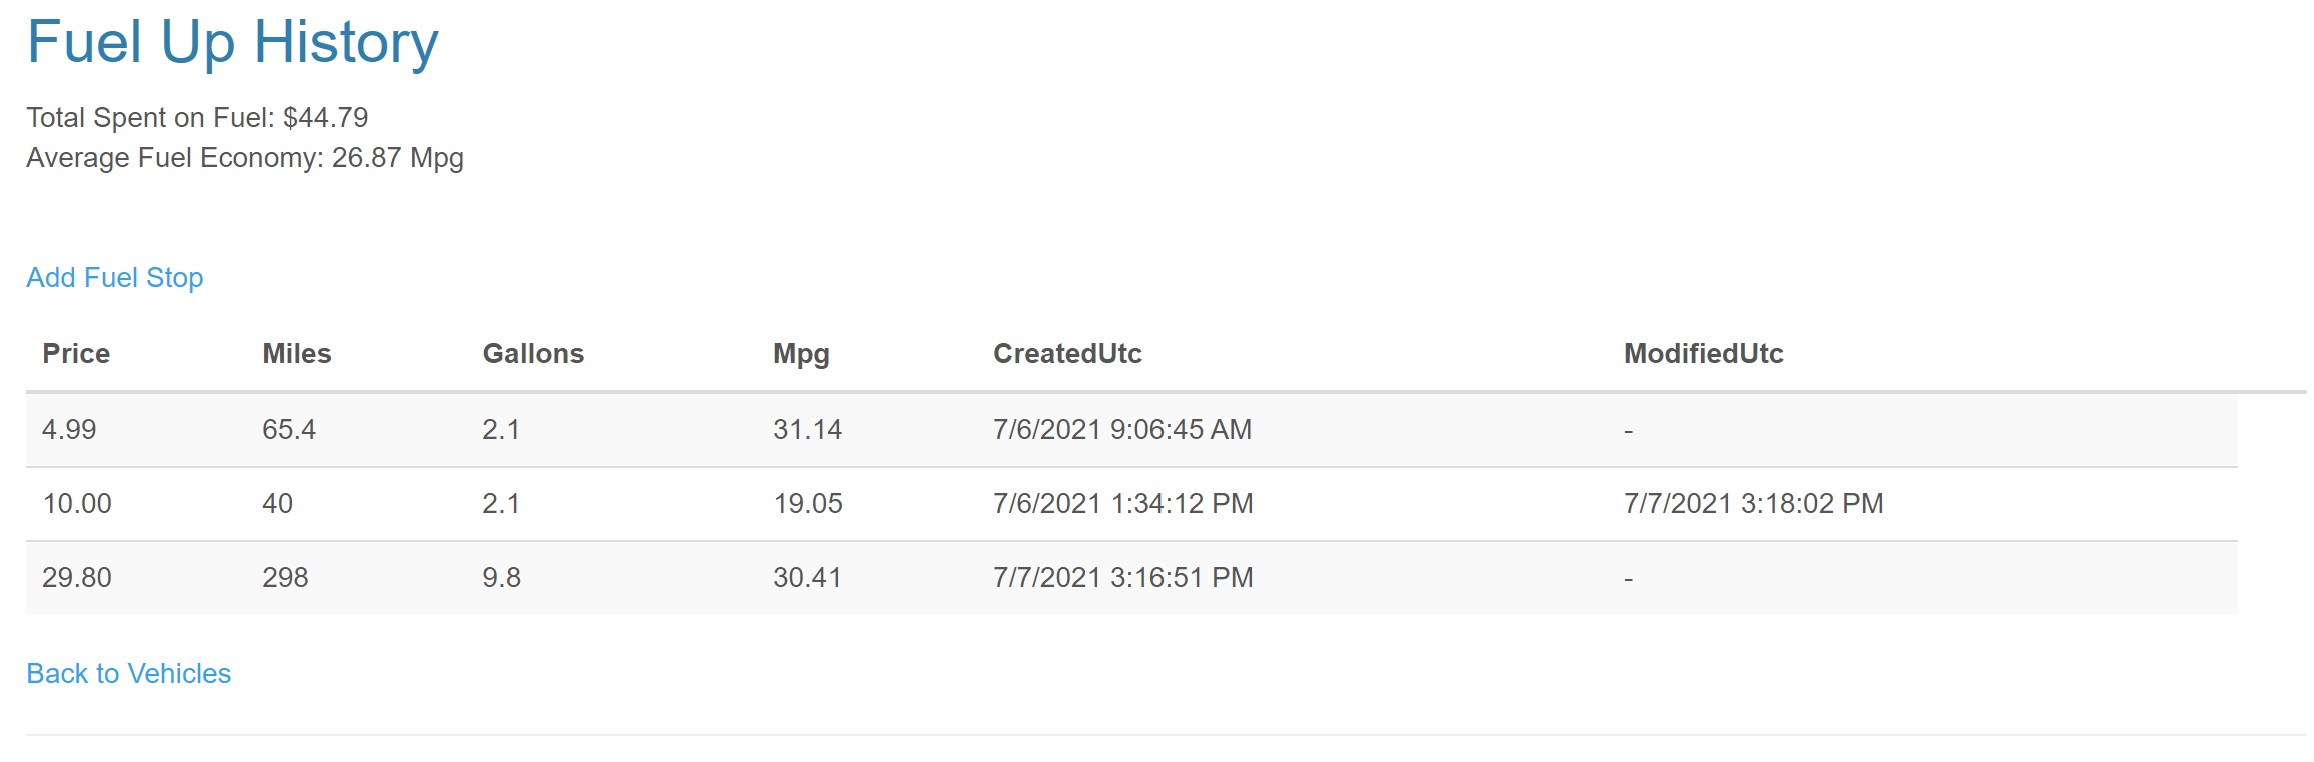 Fuel Up History
Total Spent on Fuel: $44.79
Average Fuel Economy: 26.87 Mpg
Add Fuel Stop
Price Miles Gallons Mpg CreatedUtc ModifiedUtc
4.99 65.4 2.1 31.14 7/6/2021 9:06:45 AM -
10.00 40 2.1 19.05 7/6/2021 1:34:12 PM 7/7/2021 3:18:02 PM
29.80 298 9.8 30.41 7/7/2021 3:16:51 PM -
Back to Vehicles